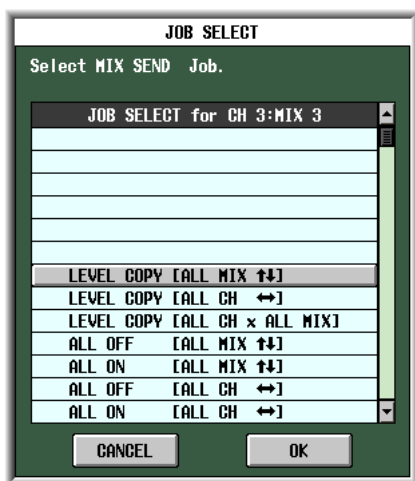 JOB SELECT
Select MIX SEND Job.
JOB SELECT for CH 3:MIX 3
LEVEL COPY [ALL MIX ↑↓]
LEVEL COPY [ALL CH ↔]
LEVEL COPY [ALL CH x ALL MIX]
ALL OFF [ALL MIX ↑↓]
ALL ON [ALL MIX ↑↓]
ALL OFF [ALL CH ↔]
ALL ON [ALL CH ↔]
CANCEL OK